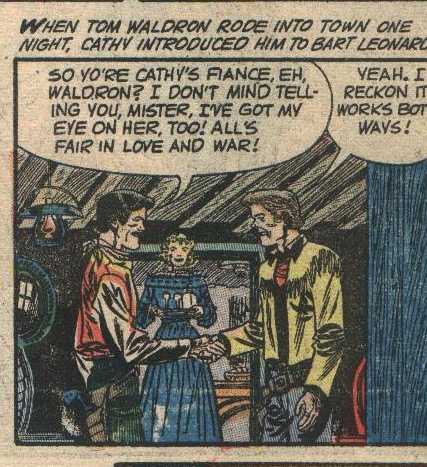 WHEN TOM WALDRON RODE INTO TOWN ONE
NIGHT, CATHY INTRODUCED HIM TO BART LEONARD
SO YO'RE CATHY'S FIANCE, EH,
WALDRON? I DON'T MIND TELL-
ING YOU, MISTER, I'VE GOT MY
EYE ON HER, TOO! ALL'S
FAIR IN LOVE AND WAR!
YEAH. I
RECKON IT
WORKS BOT
WAYS!